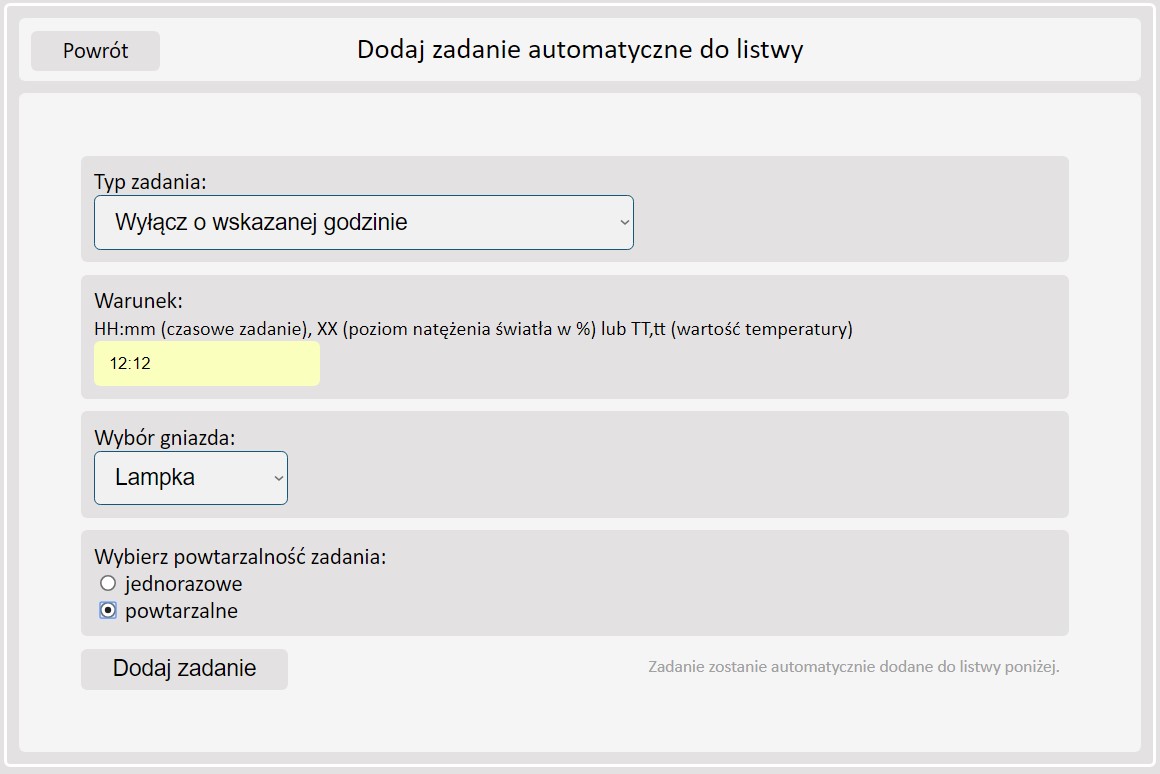 Powrót
Dodaj zadanie automatyczne do listwy
Typ zadania:
Wyłącz o wskazanej godzinie
Warunek:
HH:mm (czasowe zadanie), XX (poziom natężenia światła w %) lub TT,tt (wartość temperatury)
12:12
Wybór gniazda:
Lampka
Wybierz powtarzalność zadania:
jednorazowe
powtarzalne
Dodaj zadanie
Zadanie zostanie automatycznie dodane do listwy poniżej.